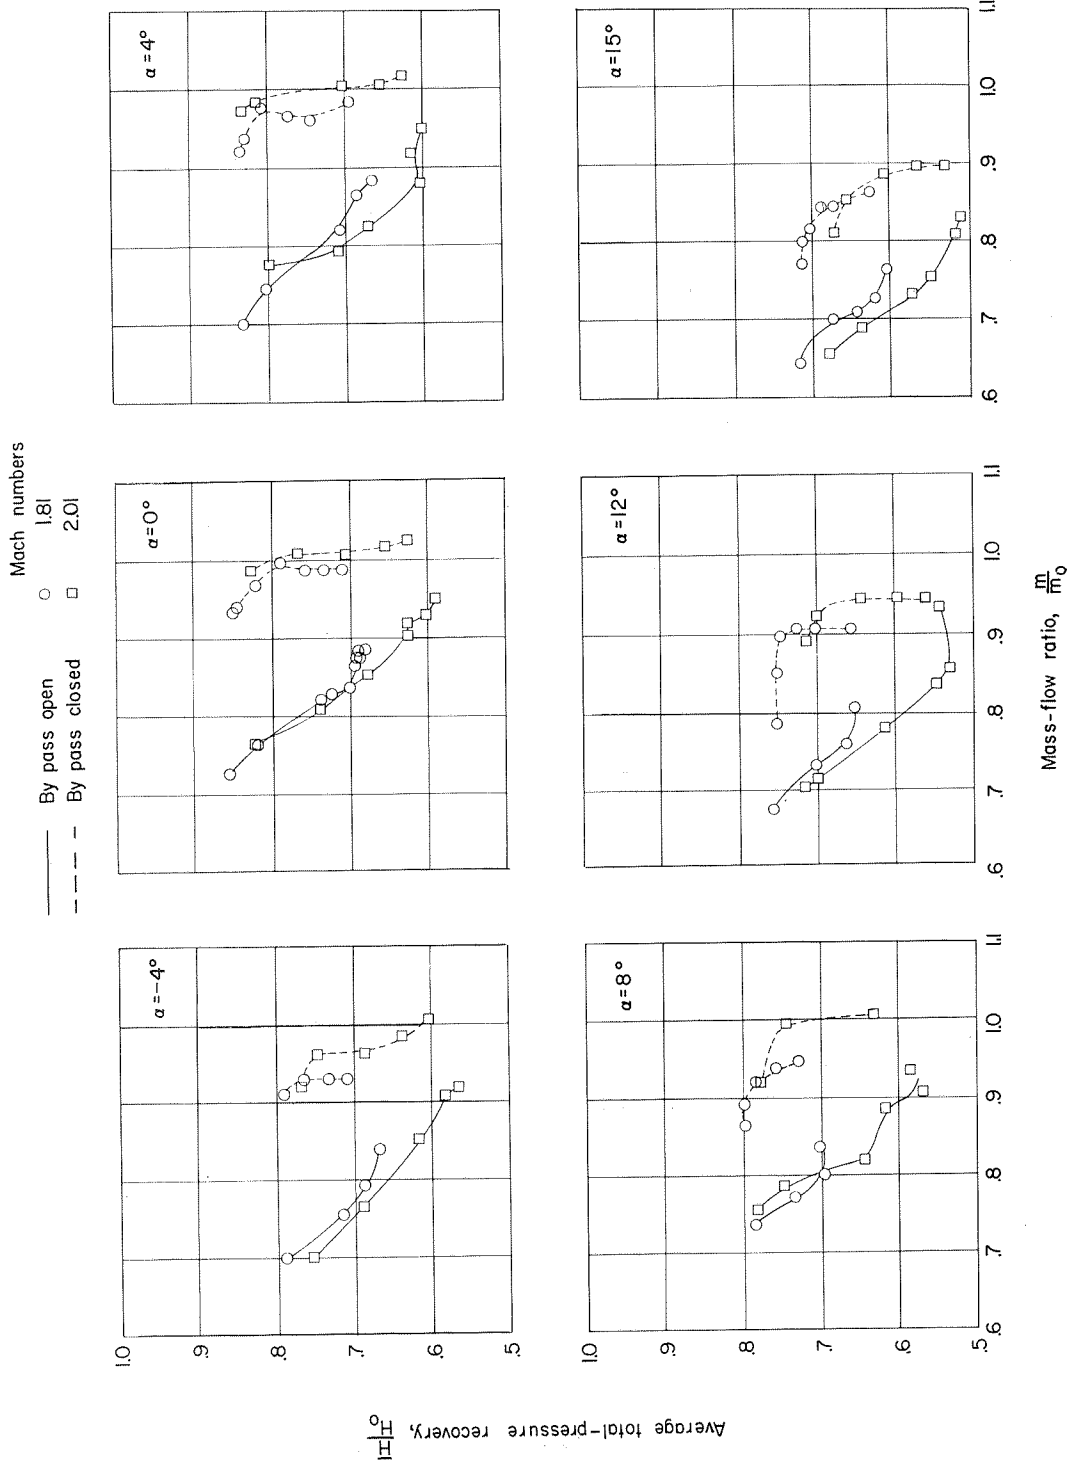 Mach numbers
By pass open 1.81
By pass closed 2.01
α=-4°
α=0°
α=4°
1.0
.9
.8
.7
.6
.5
α=8°
α=12°
α=15°
1.0
.9
.8
.7
.6
.5
.6 .7 .8 .9 1.0 1.1
.6 .7 .8 .9 1.0 1.1
.6 .7 .8 .9 1.0 1.1
Average total-pressure recovery, H̅/H₀
Mass-flow ratio, m/m₀